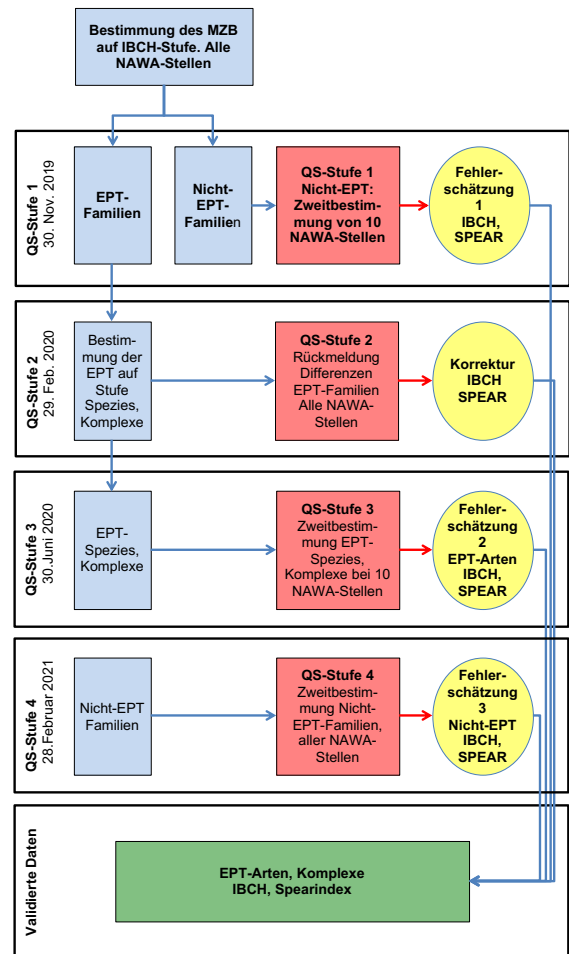 Bestimmung des MZB
auf IBCH-Stufe. Alle
NAWA-Stellen
QS-Stufe 1
30. Nov. 2019
EPT-
Familien
Nicht-
EPT-
Familien
QS-Stufe 1
Nicht-EPT:
Zweitbestimmung
von 10
NAWA-Stellen
Fehler-
schätzung
1
IBCH,
SPEAR
QS-Stufe 2
29. Feb. 2020
Bestim-
mung der
EPT auf
Stufe
Spezies,
Komplexe
QS-Stufe 2
Rückmeldung
Differenzen
EPT-Familien
Alle NAWA-
Stellen
Korrektur
IBCH
SPEAR
QS-Stufe 3
30.Juni 2020
EPT-
Spezies,
Komplexe
QS-Stufe 3
Zweitbestim-
mung EPT-
Spezies,
Komplexe bei 10
NAWA-Stellen
Fehler-
schätzung
2
EPT-Arten
IBCH,
SPEAR
QS-Stufe 4
28.Februar 2021
Nicht-EPT
Familien
QS-Stufe 4
Zweitbestim-
mung Nicht-
EPT-Familien,
aller NAWA-
Stellen
Fehler-
schätzung
3
Nicht-EPT
IBCH,
SPEAR
Validierte Daten
EPT-Arten, Komplexe
IBCH, Spearindex